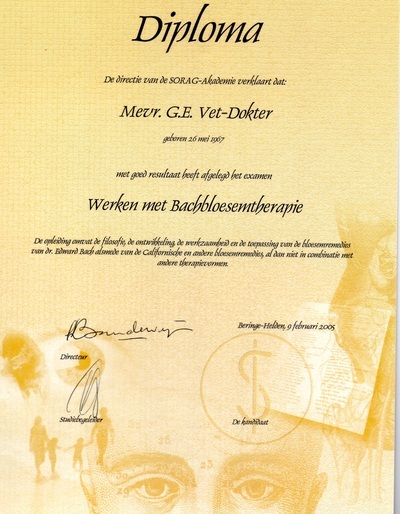 Diploma
De directie van de SORAG-Akademie verklaart dat:
Mevr. G.E. Vet-Dokter
geboren 26 mei 1967
met goed resultaat heeft afgelegd het examen
Werken met Bachbloesemtherapie
De opleiding omvat de filosofie, de ontwikkeling, de werkzaamheid en de toepassing van de bloesemremedies
van dr. Edward Bach alsmede van de Californische en andere bloesemremedies, al dan niet in combinatie met
andere therapievormen.
Beringe-Helden, 9 februari 2005
Directeur
Studiebegeleider
De kandidaat